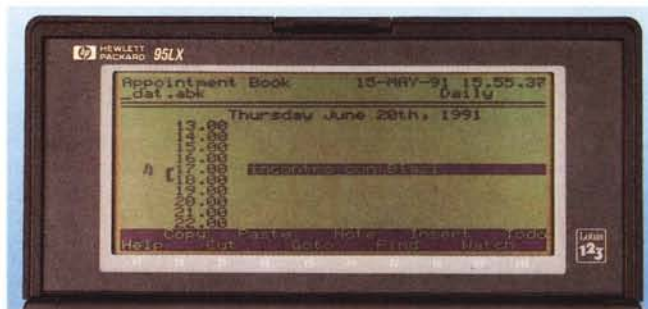 HEWLETT PACKARD 95LX
Appointment Book 15-MAY-91 15.55.37
_dat.abk Daily
Thursday June 20th, 1991
13.00
14.00
15.00
16.00
17.00 Incontro con
18.00
19.00
20.00
21.00
22.00
Copy Paste Note Insert Todo
Help Cut Goto Find Watch
Lotus
123